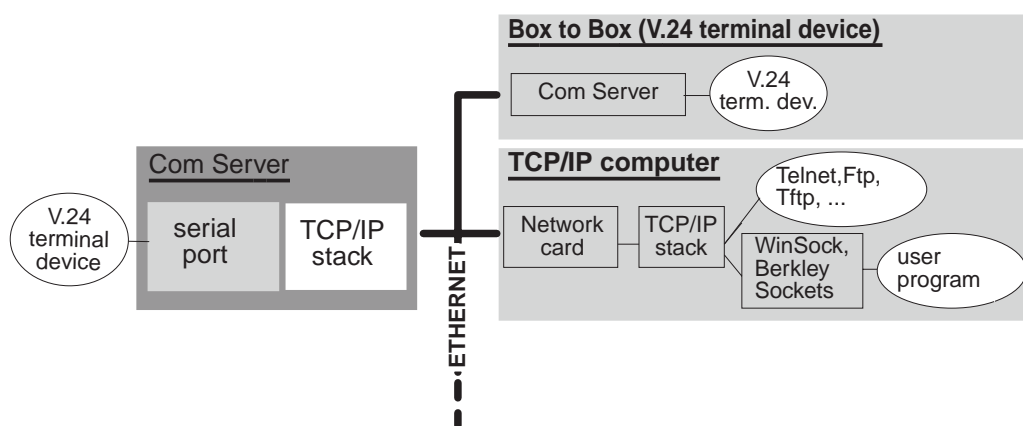 Box to Box (V.24 terminal device)
Com Server
V.24
term. dev.
Com Server
V.24
terminal
device
serial
port
TCP/IP
stack
ETHERNET
TCP/IP computer
Network
card
TCP/IP
stack
Telnet,Ftp,
Tftp, ...
WinSock,
Berkley
Sockets
user
program